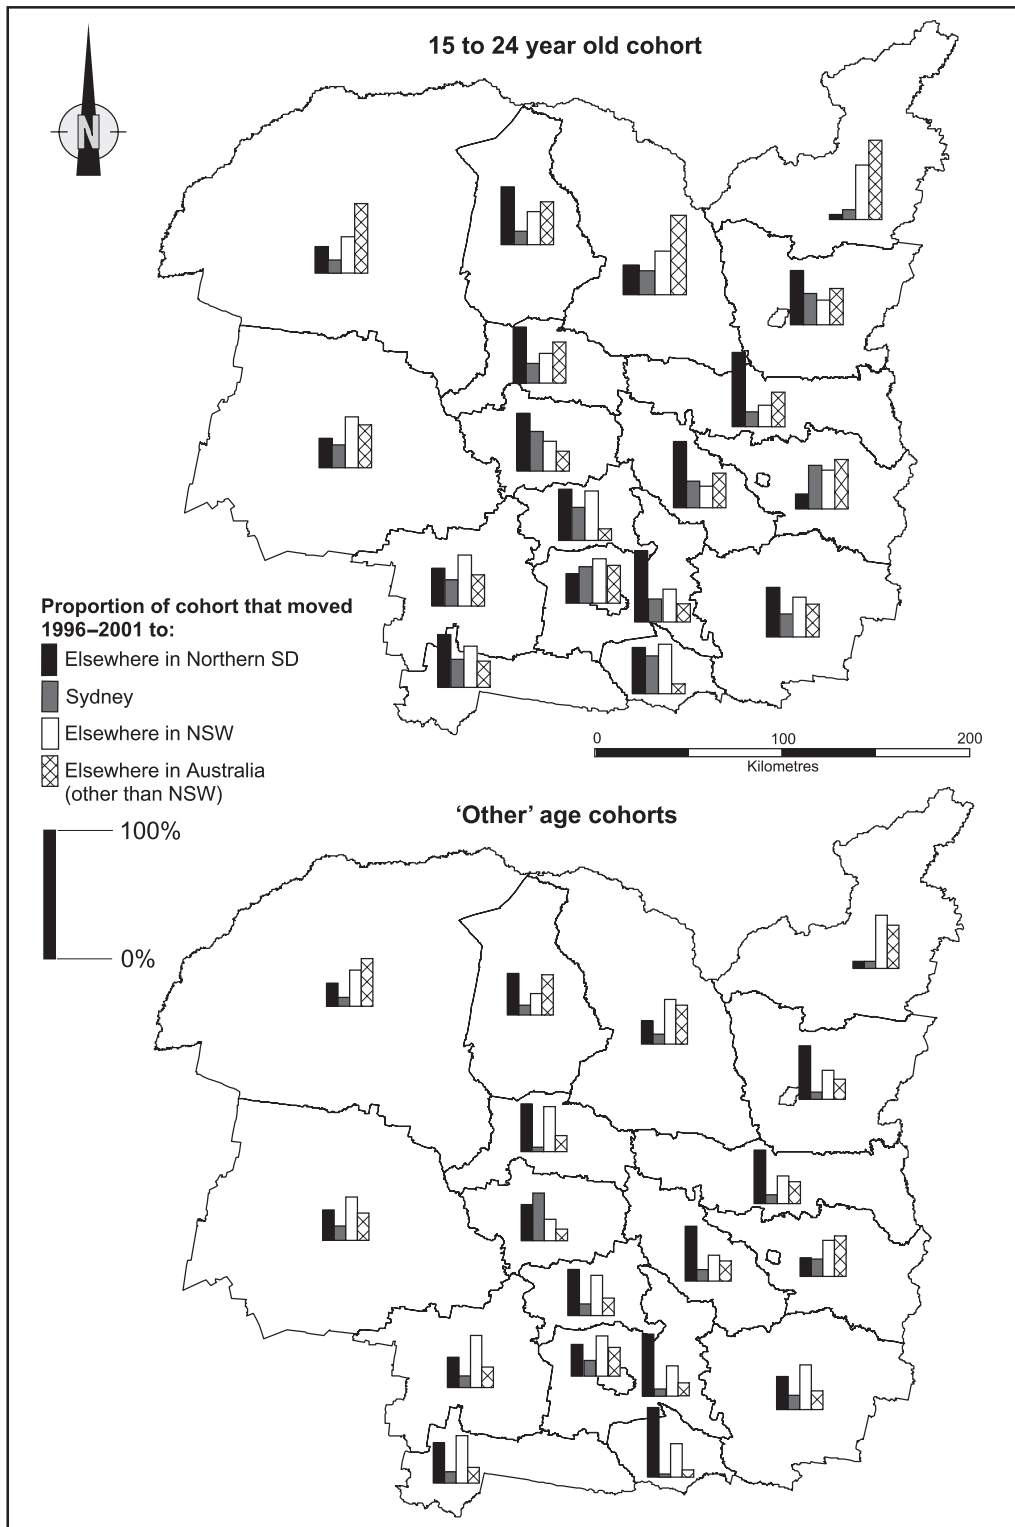 15 to 24 year old cohort
N
Proportion of cohort that moved
1996–2001 to:
Elsewhere in Northern SD
Sydney
Elsewhere in NSW
Elsewhere in Australia
(other than NSW)
0 100 200
Kilometres
100%
0%
‘Other’ age cohorts